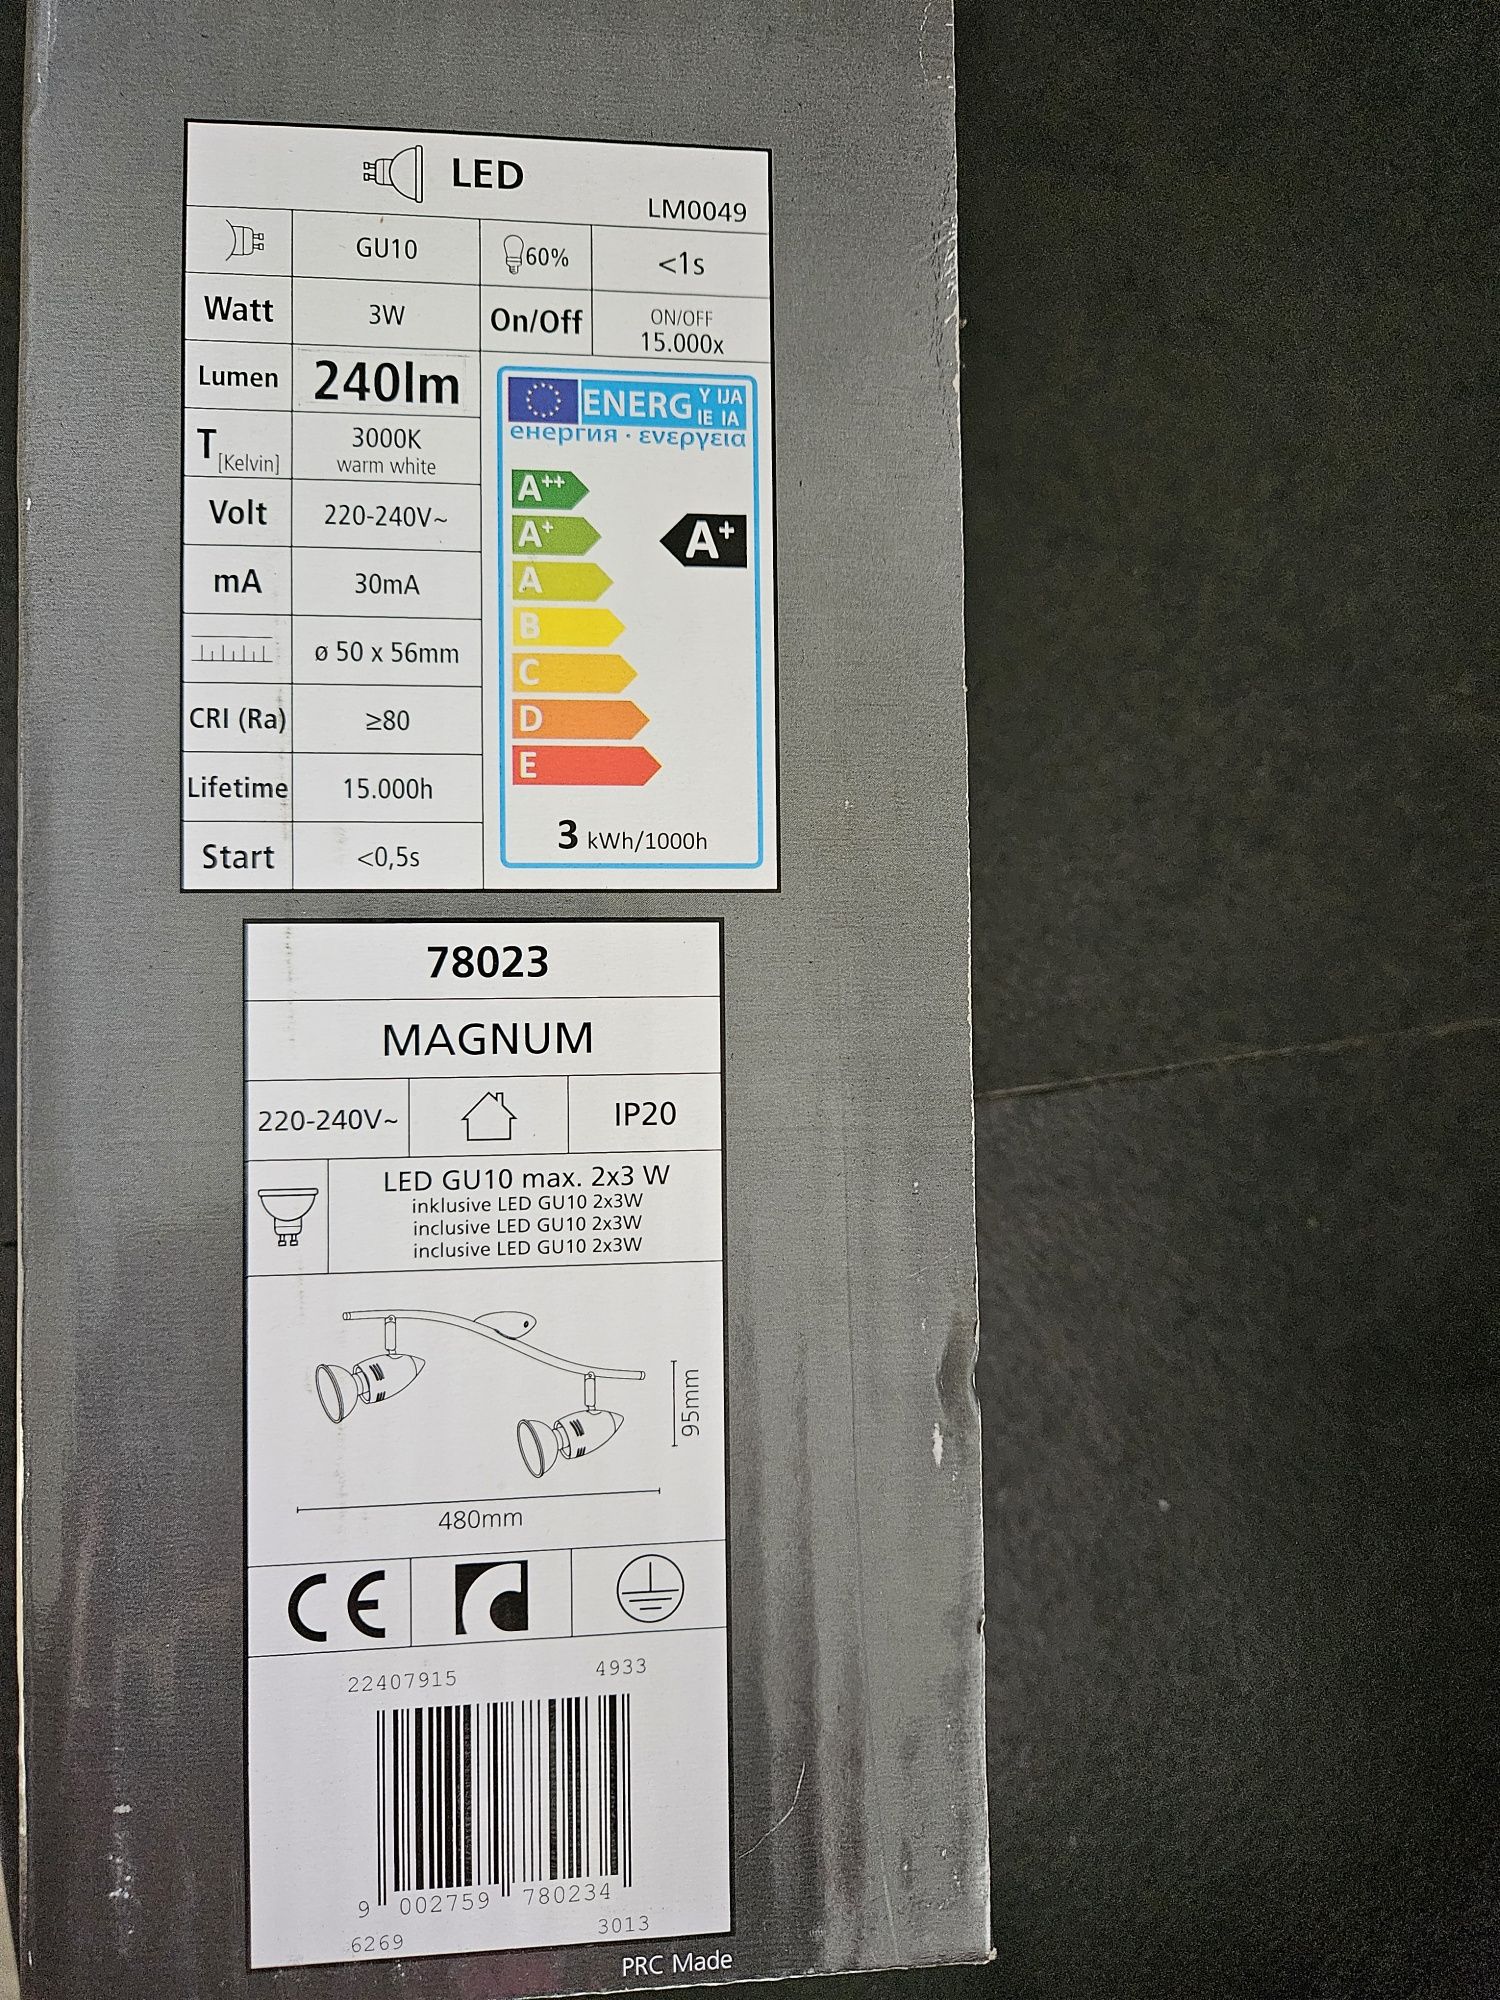 LED
LM0049
GU10
60%
<1s
Watt
3W
On/Off
ON/OFF
15.000x
Lumen
240lm
T [Kelvin]
3000K
warm white
Volt
220-240V~
mA
30mA
ø 50 x 56mm
CRI (Ra)
≥80
Lifetime
15.000h
Start
<0,5s
ENERG
Y IJA
IE IA
енергия · ενεργεια
A++
A+
A
B
C
D
E
A+
3 kWh/1000h
78023
MAGNUM
220-240V~
IP20
LED GU10 max. 2x3 W
inklusive LED GU10 2x3W
inclusive LED GU10 2x3W
inclusive LED GU10 2x3W
95mm
480mm
CE
22407915
4933
9 002759 780234
6269
3013
PRC Made